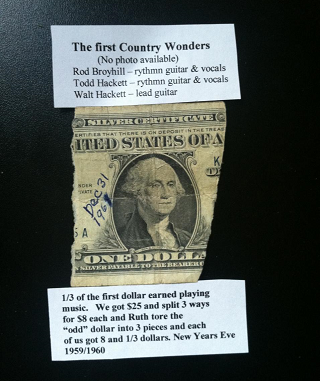 The first Country Wonders
(No photo available)
Rod Broyhill – rythmn guitar & vocals
Todd Hackett – rythmn guitar & vocals
Walt Hackett – lead guitar
SILVER CERTIFICATE
ERTIFIES THAT THERE IS ON DEPOSIT IN THE TREAS
ITED STATES OF A
K
Dec 31
5 A
ONE DOLL
N SILVER PAYABLE TO THE BEARER
1/3 of the first dollar earned playing
music. We got $25 and split 3 ways
for $8 each and Ruth tore the
“odd” dollar into 3 pieces and each
of us got 8 and 1/3 dollars. New Years Eve
1959/1960